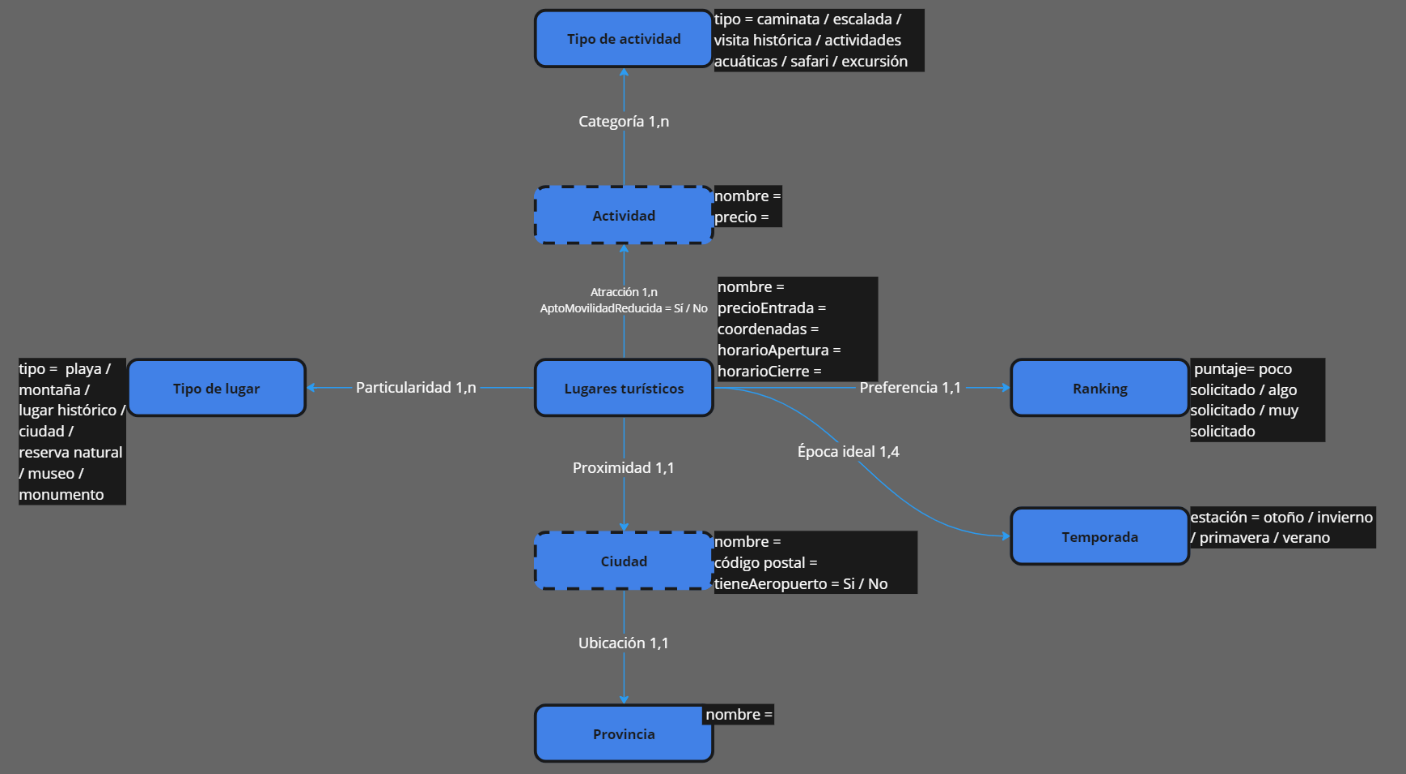 Tipo de actividad
tipo = caminata / escalada /
visita histórica / actividades
acuáticas / safari / excursión
Categoría 1,n
Actividad
nombre =
precio =
Atracción 1,n
AptoMovilidadReducida = Sí / No
nombre =
precioEntrada =
coordenadas =
horarioApertura =
horarioCierre =
tipo =  playa /
montaña /
lugar histórico /
ciudad /
reserva natural
/ museo /
monumento
Tipo de lugar
Particularidad 1,n
Lugares turísticos
Preferencia 1,1
Ranking
puntaje= poco
solicitado / algo
solicitado / muy
solicitado
Época ideal 1,4
Proximidad 1,1
Temporada
estación = otoño / invierno
/ primavera / verano
Ciudad
nombre =
código postal =
tieneAeropuerto = Si / No
Ubicación 1,1
Provincia
nombre =